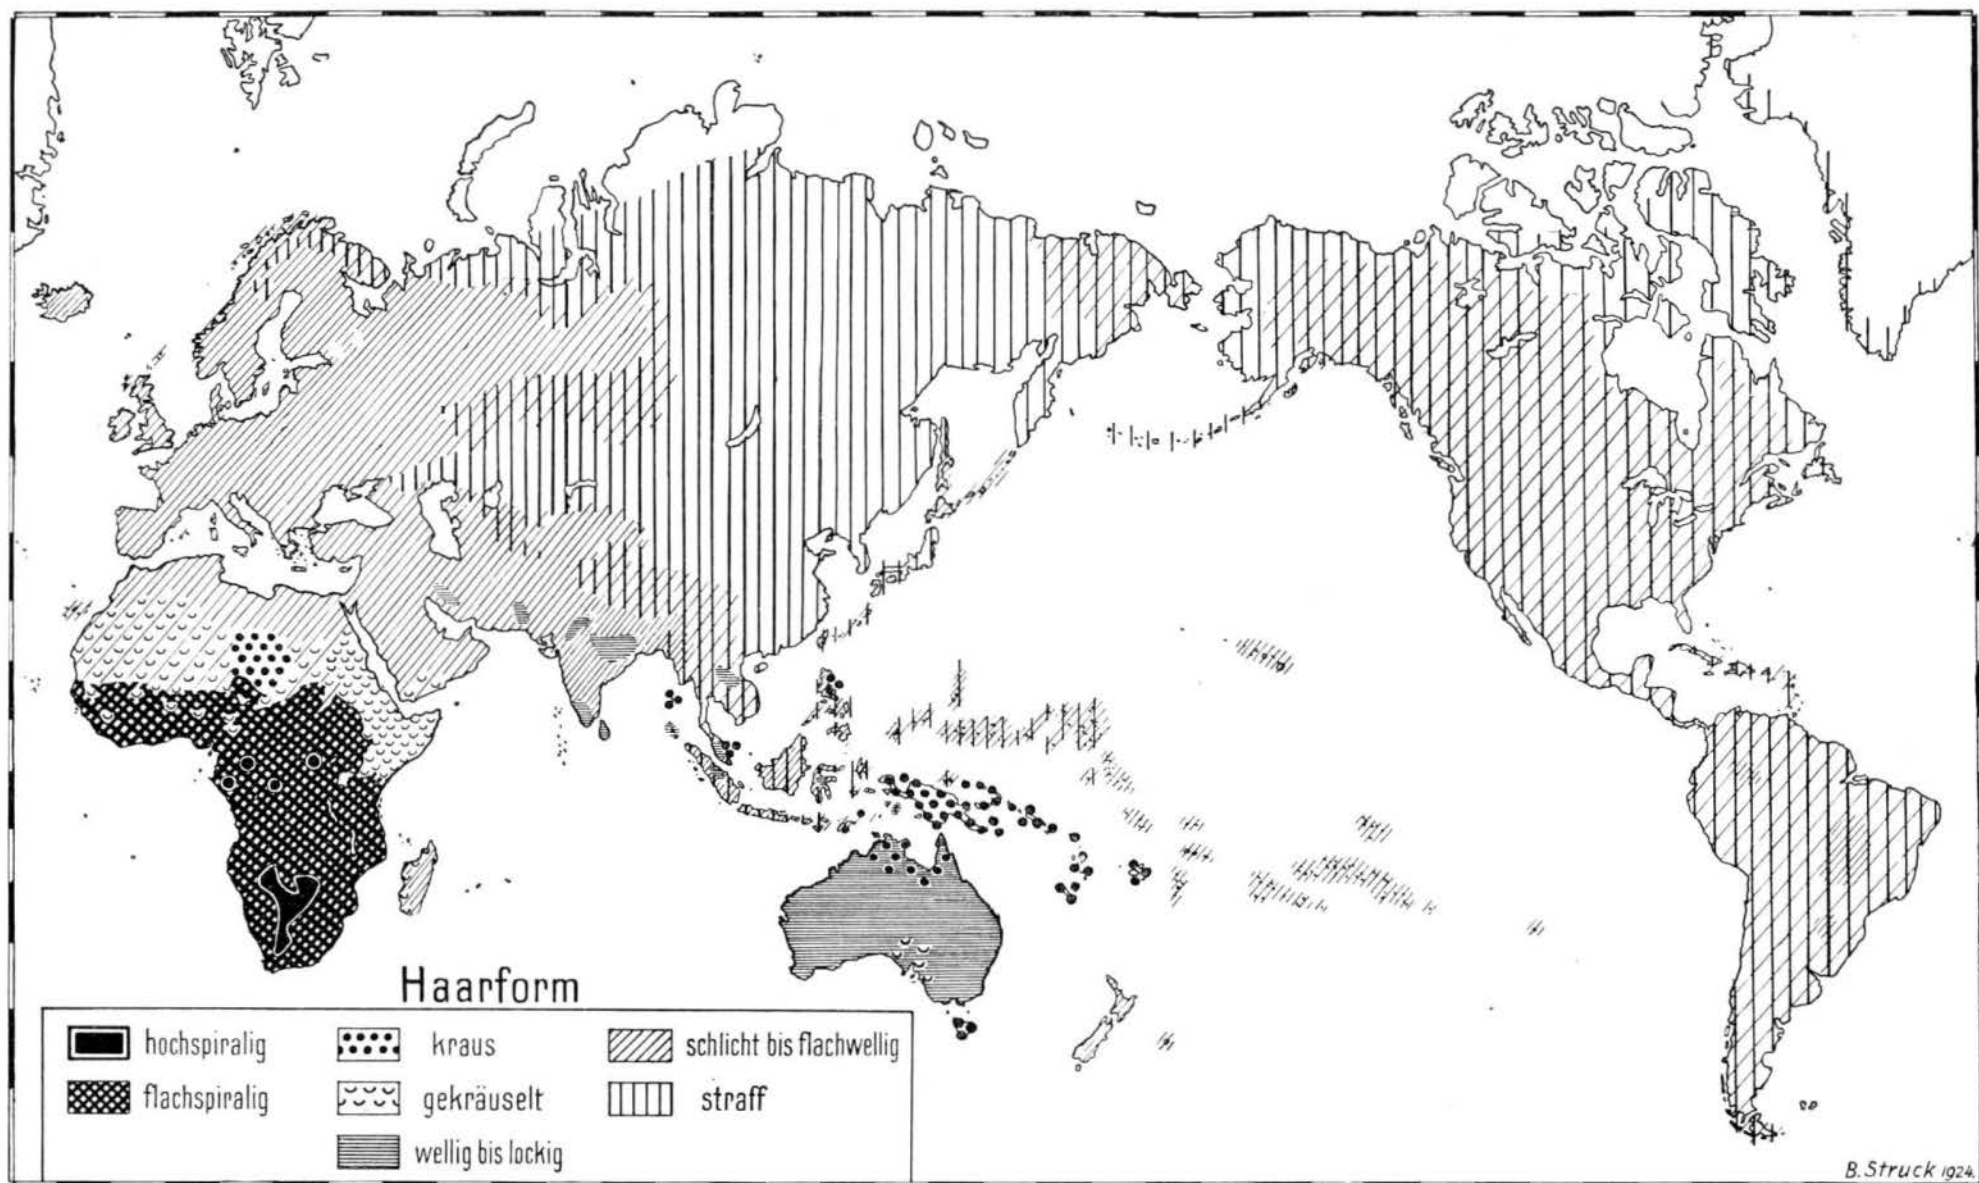 Haarform
hochspiralig
kraus
schlicht bis flachwellig
flachspiralig
gekräuselt
straff
wellig bis lockig
B. Struck 1924.